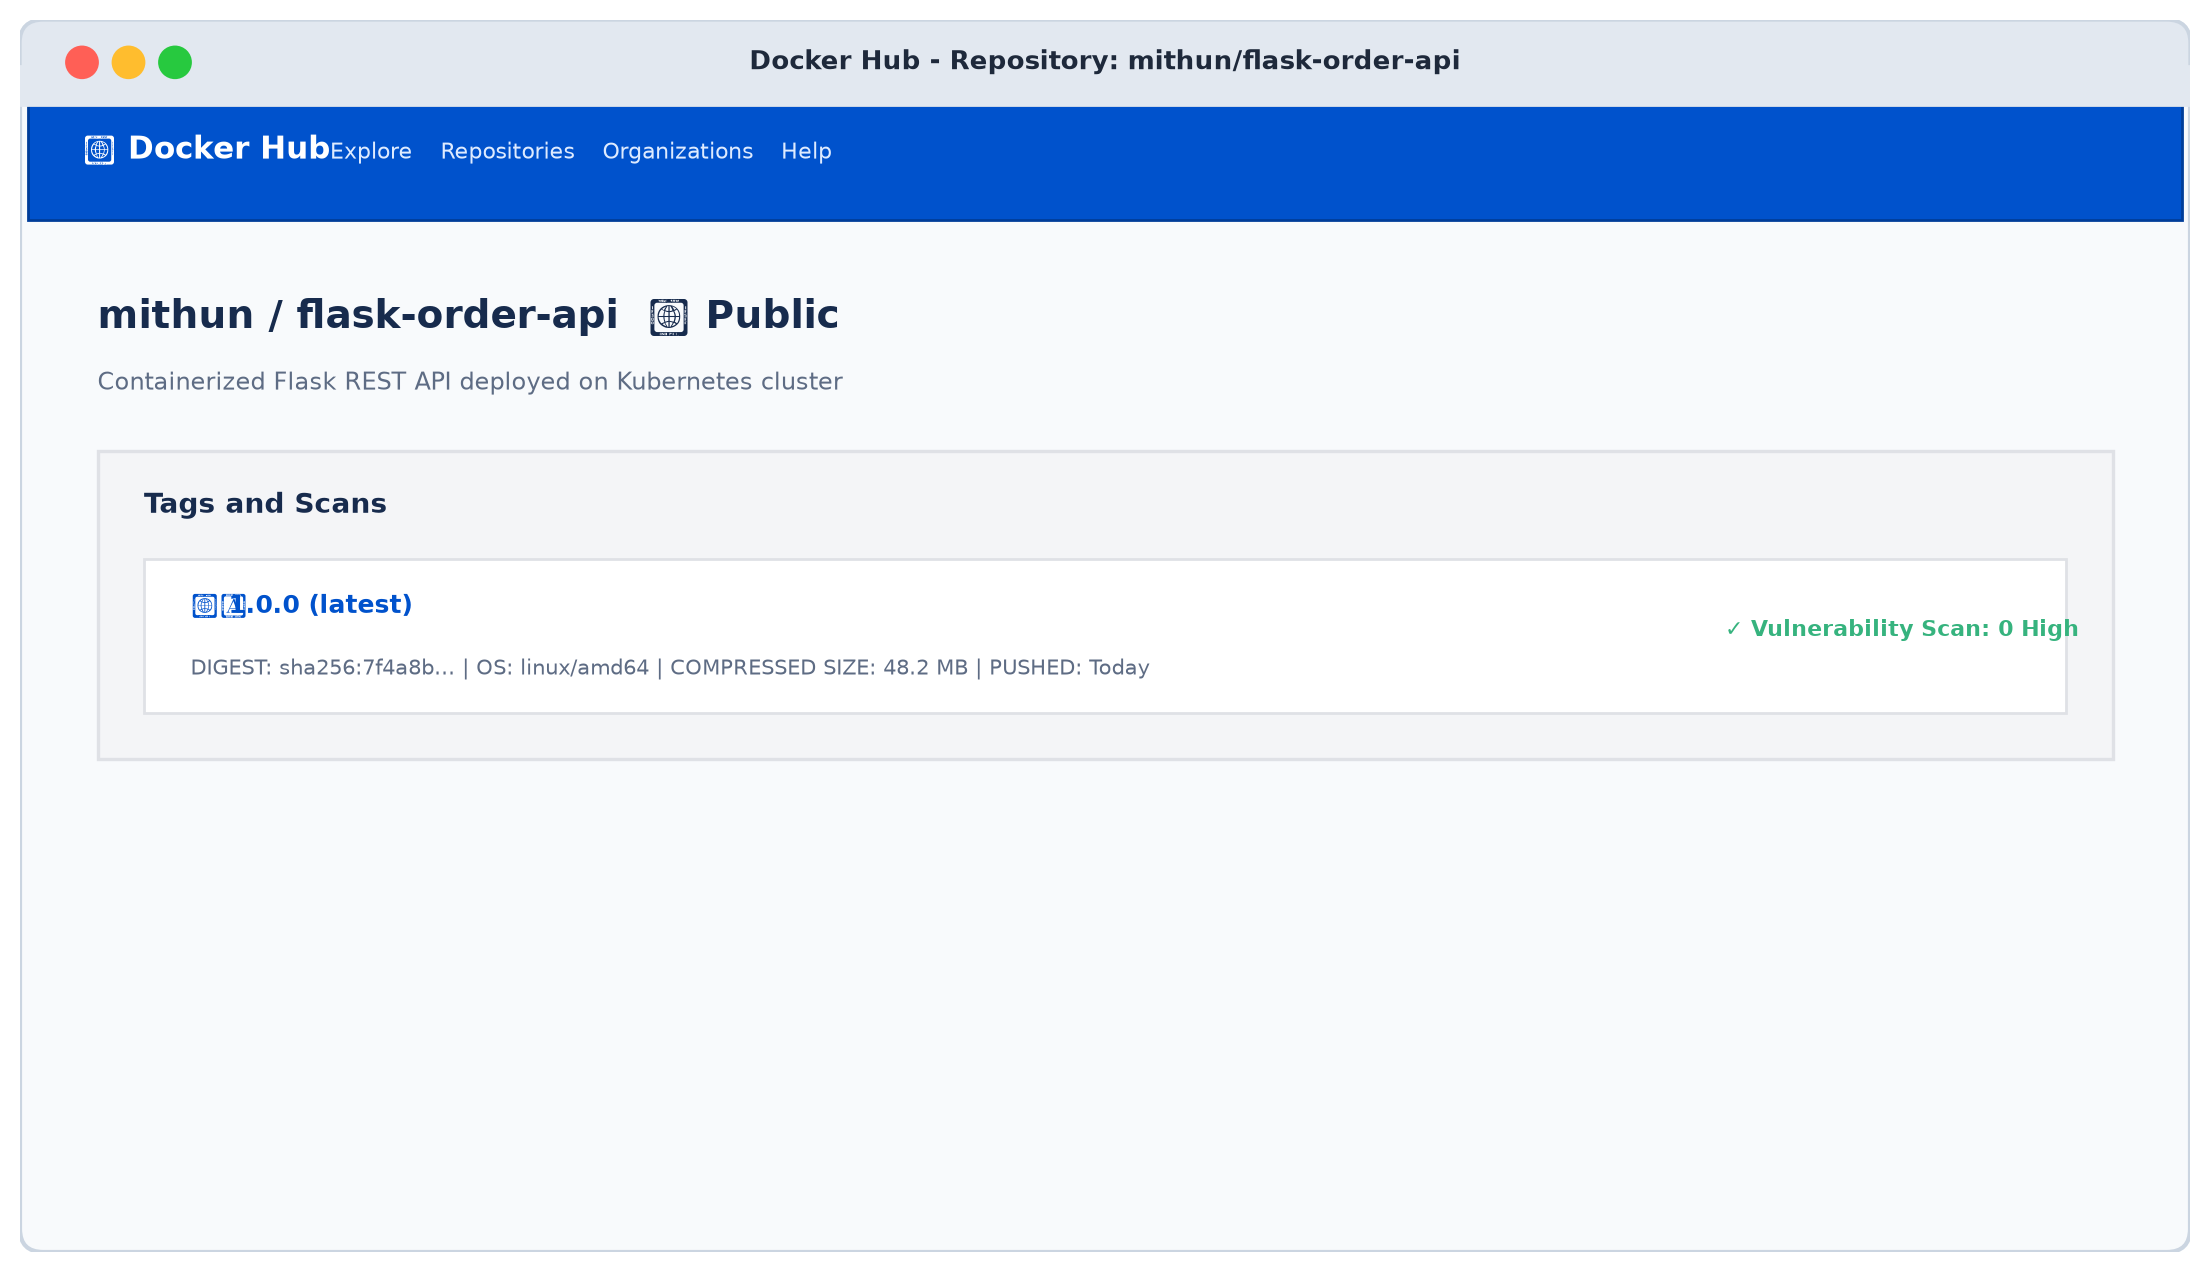 Docker Hub - Repository: mithun/flask-order-api
Docker Hub Explore Repositories Organizations Help
mithun / flask-order-api Public
Containerized Flask REST API deployed on Kubernetes cluster
Tags and Scans
1.0.0 (latest)
✓ Vulnerability Scan: 0 High
DIGEST: sha256:7f4a8b... | OS: linux/amd64 | COMPRESSED SIZE: 48.2 MB | PUSHED: Today